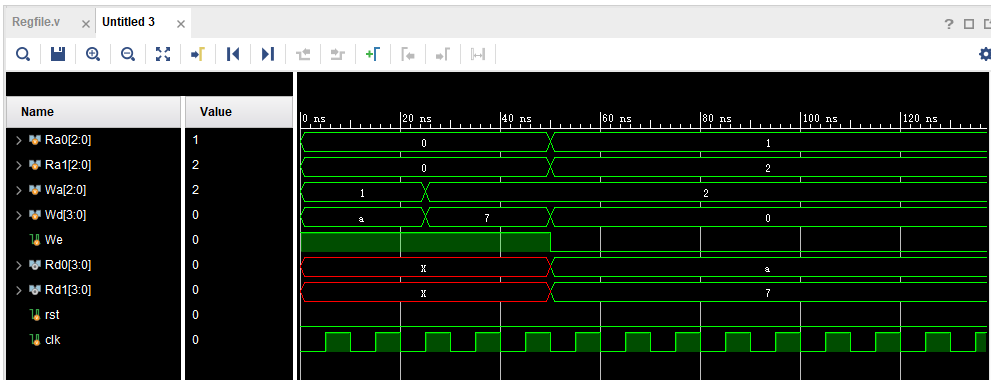 Regfile.v × Untitled 3 ×
? 
Name Value
0 ns 20 ns 40 ns 60 ns 80 ns 100 ns 120 ns
Ra0[2:0] 1 0 1
Ra1[2:0] 2 0 2
Wa[2:0] 2 1 2
Wd[3:0] 0 a 7 0
We 0
Rd0[3:0] 0 X a
Rd1[3:0] 0 X 7
rst 0
clk 0